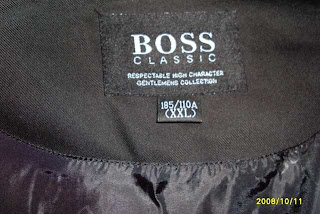 BOSS
CLASSIC
RESPECTABLE HIGH CHARACTER
GENTLEMENS COLLECTION
185/110A
(XXL)
2008/10/11